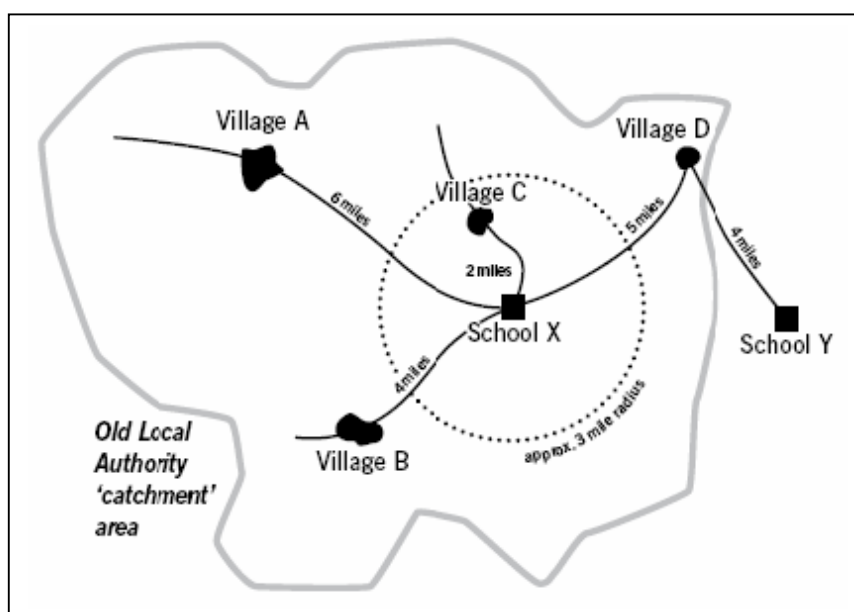 Village A
Village D
Village C
6 miles
5 miles
4 miles
2 miles
School X
School Y
4 miles
approx. 3 mile radius
Village B
Old Local
Authority
‘catchment’
area